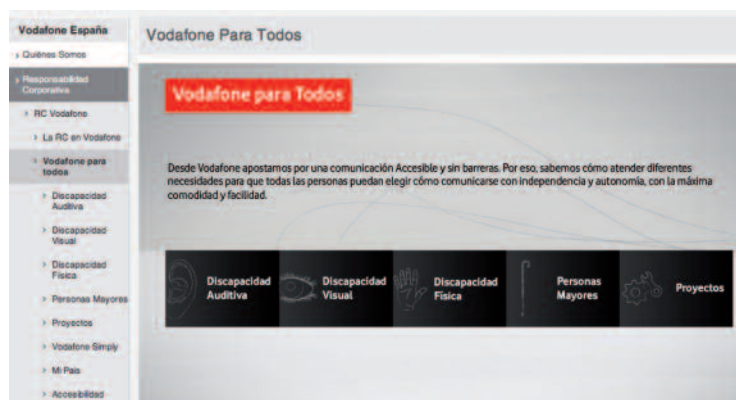 Vodafone España
Quiénes Somos
Responsabilidad
Corporativa
RC Vodafone
La RC en Vodafone
Vodafone para
todos
Discapacidad
Auditiva
Discapacidad
Visual
Discapacidad
Física
Personas Mayores
Proyectos
Vodafone Simply
Mi País
Accesibilidad
Vodafone Para Todos
Vodafone para Todos
Desde Vodafone apostamos por una comunicación Accesible y sin barreras. Por eso, sabemos cómo atender diferentes
necesidades para que todas las personas puedan elegir cómo comunicarse con independencia y autonomía, con la máxima
comodidad y facilidad.
Discapacidad
Auditiva
Discapacidad
Visual
Discapacidad
Física
Personas
Mayores
Proyectos